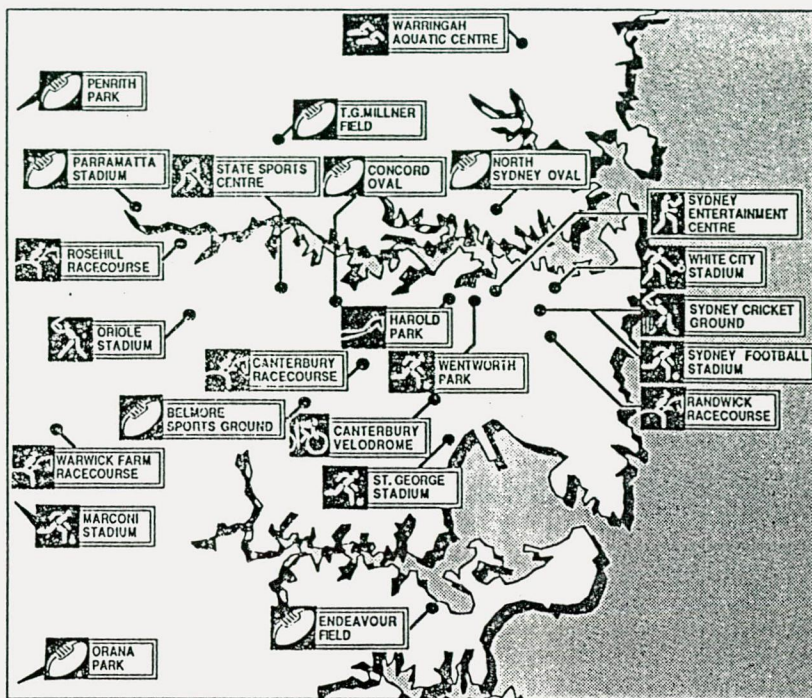 WARRINGAH
AQUATIC CENTRE
PENRITH
PARK
T.G.MILLNER
FIELD
PARRAMATTA
STADIUM
STATE SPORTS
CENTRE
CONCORD
OVAL
NORTH
SYDNEY OVAL
SYDNEY
ENTERTAINMENT
CENTRE
ROSEHILL
RACECOURSE
WHITE CITY
STADIUM
ORIOLE
STADIUM
HAROLD
PARK
SYDNEY CRICKET
GROUND
CANTERBURY
RACECOURSE
WENTWORTH
PARK
SYDNEY FOOTBALL
STADIUM
BELMORE
SPORTS GROUND
CANTERBURY
VELODROME
RANDWICK
RACECOURSE
WARWICK FARM
RACECOURSE
ST. GEORGE
STADIUM
MARCONI
STADIUM
ENDEAVOUR
FIELD
ORANA
PARK